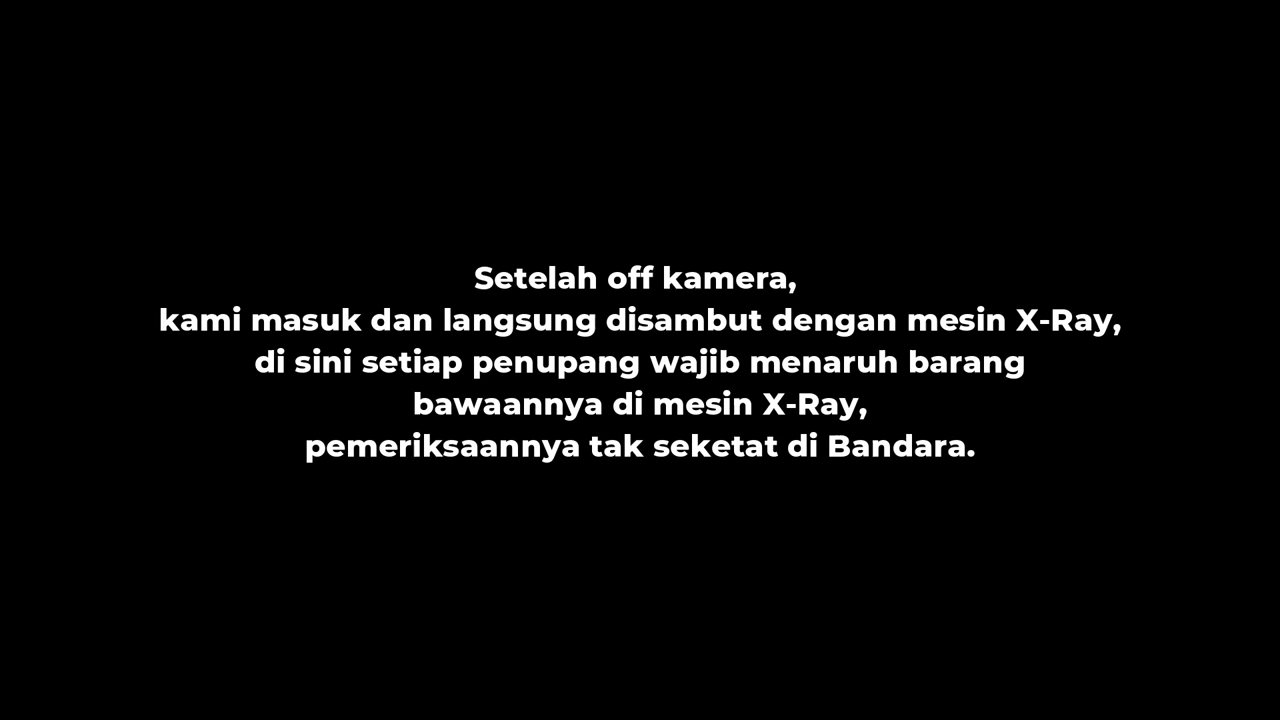 Setelah off kamera,
kami masuk dan langsung disambut dengan mesin X-Ray,
di sini setiap penupang wajib menaruh barang
bawaannya di mesin X-Ray,
pemeriksaannya tak seketat di Bandara.